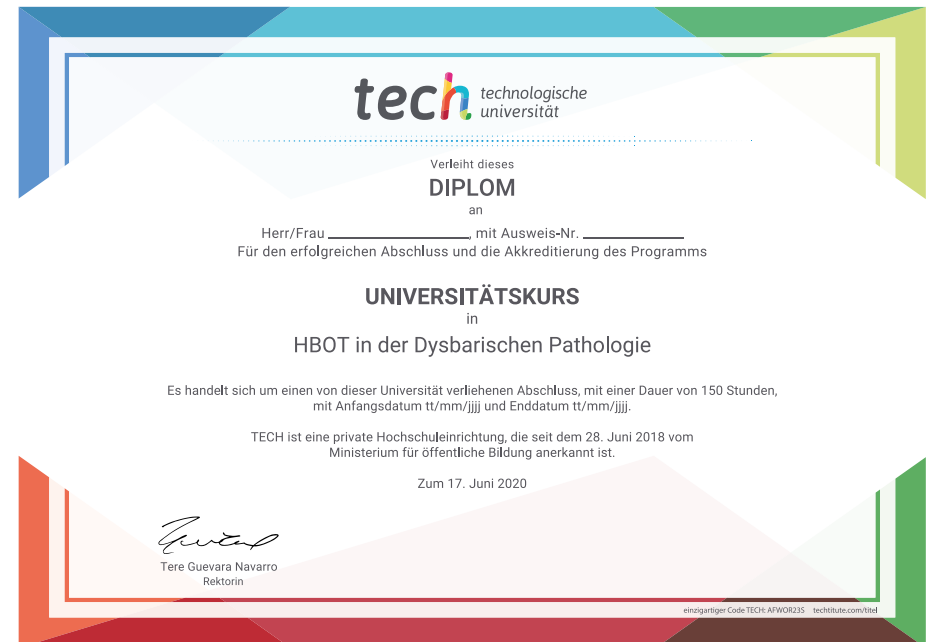 tech technologische
universität
Verleiht dieses
DIPLOM
an
Herr/Frau ____________________, mit Ausweis-Nr. ______________
Für den erfolgreichen Abschluss und die Akkreditierung des Programms
UNIVERSITÄTSKURS
in
HBOT in der Dysbarischen Pathologie
Es handelt sich um einen von dieser Universität verliehenen Abschluss, mit einer Dauer von 150 Stunden,
mit Anfangsdatum tt/mm/jjjj und Enddatum tt/mm/jjjj.
TECH ist eine private Hochschuleinrichtung, die seit dem 28. Juni 2018 vom
Ministerium für öffentliche Bildung anerkannt ist.
Zum 17. Juni 2020
Tere Guevara Navarro
Rektorin
einzigartiger Code TECH: AFWOR23S techtitute.com/titel